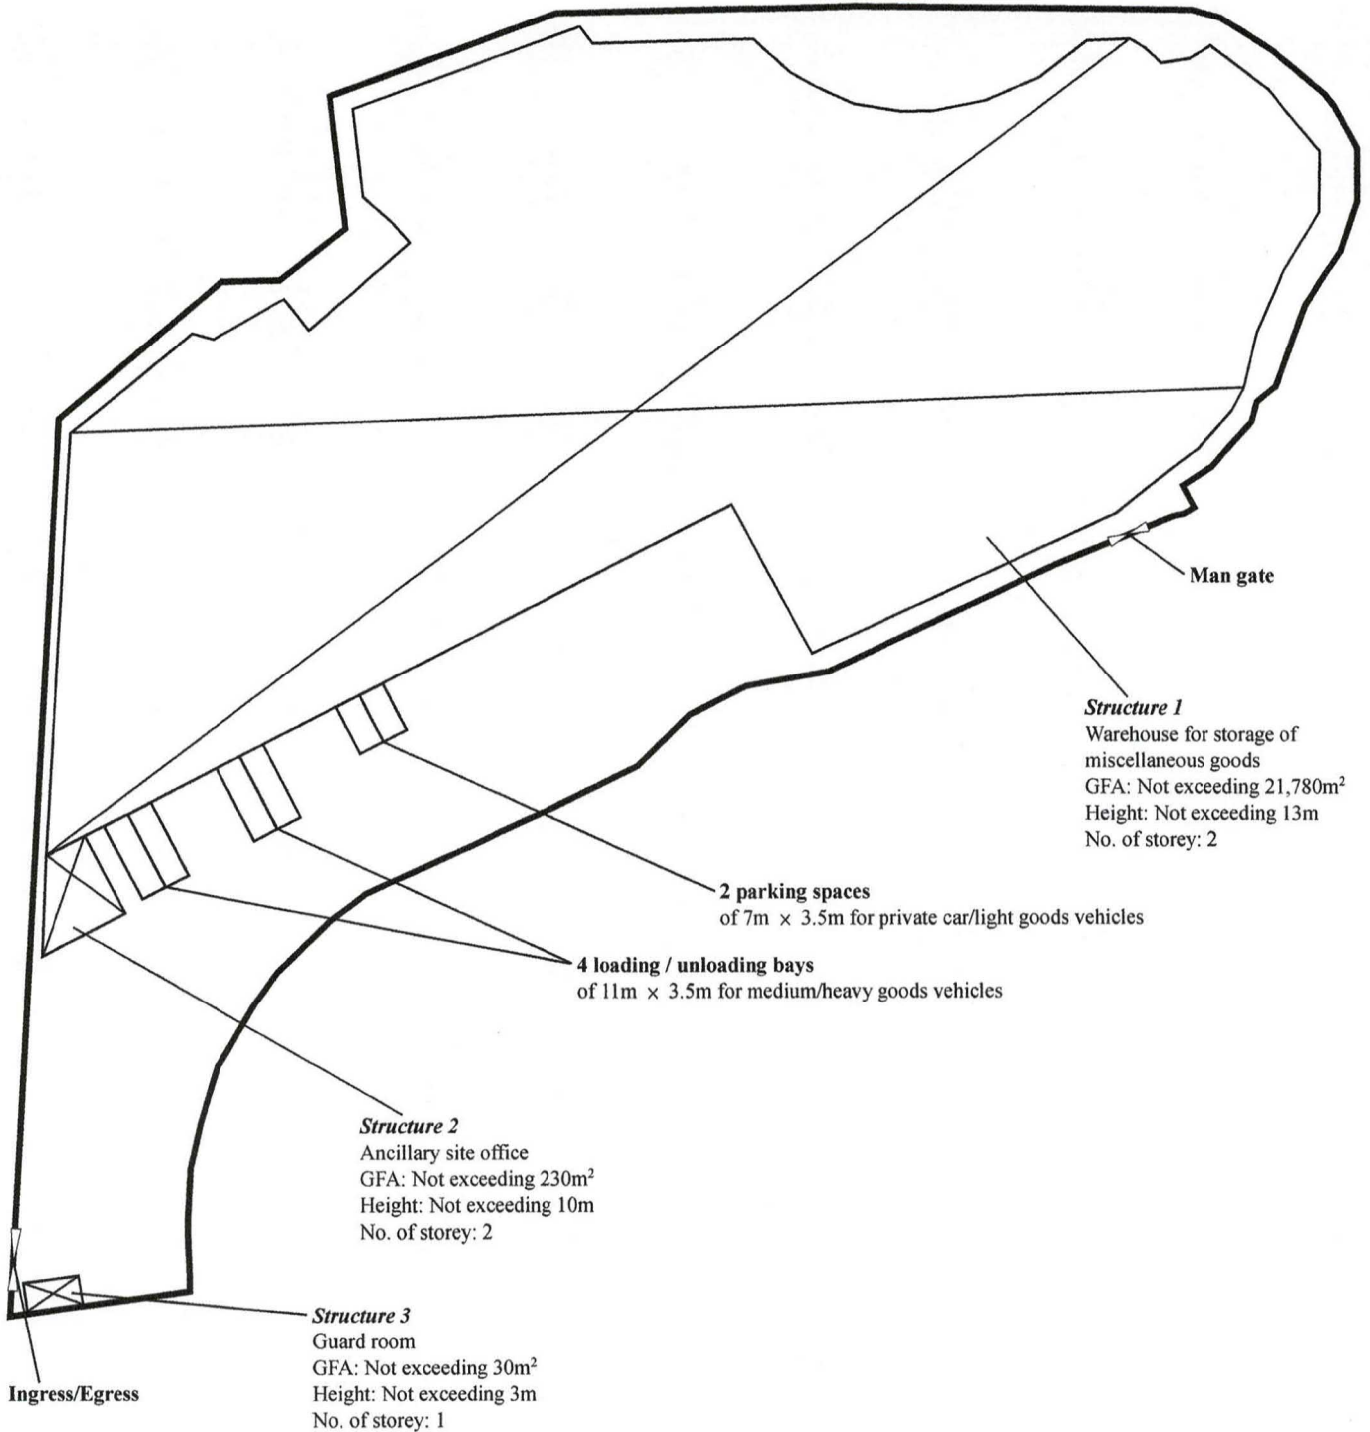 Man gate
Structure 1
Warehouse for storage of
miscellaneous goods
GFA: Not exceeding 21,780m²
Height: Not exceeding 13m
No. of storey: 2
2 parking spaces
of 7m × 3.5m for private car/light goods vehicles
4 loading / unloading bays
of 11m × 3.5m for medium/heavy goods vehicles
Structure 2
Ancillary site office
GFA: Not exceeding 230m²
Height: Not exceeding 10m
No. of storey: 2
Structure 3
Guard room
GFA: Not exceeding 30m²
Height: Not exceeding 3m
No. of storey: 1
Ingress/Egress